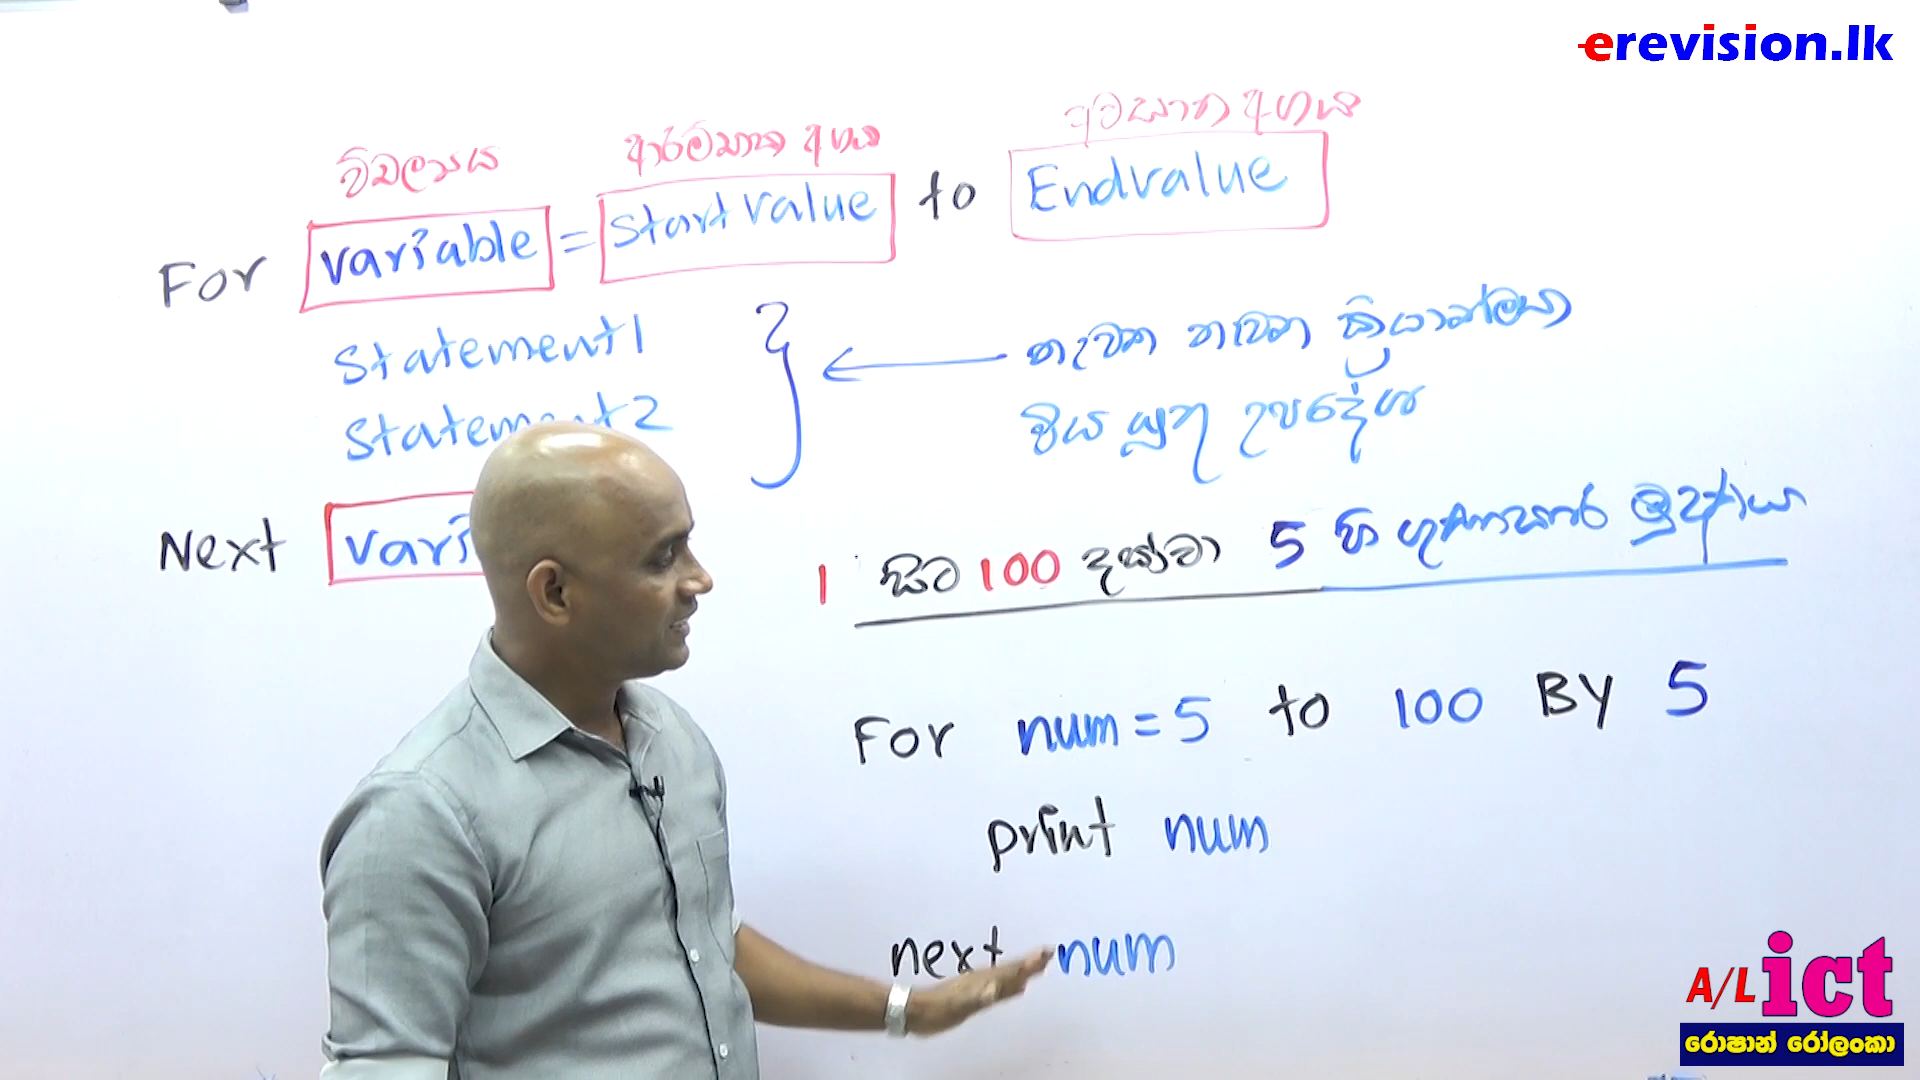 erevision.lk
විචල්‍යය ආරම්භක අගය අවසාන අගය
For variable = Start Value to Endvalue
Statement1
Statement2
නැවත නැවත ක්‍රියාත්මක
විය යුතු උපදේශ
Next vari
1 සිට 100 දක්වා 5 හි ගුණාකාර මුද්‍රණය
For num = 5 to 100 BY 5
print num
next num
A/L ict
රොෂාන් රෝලංකා